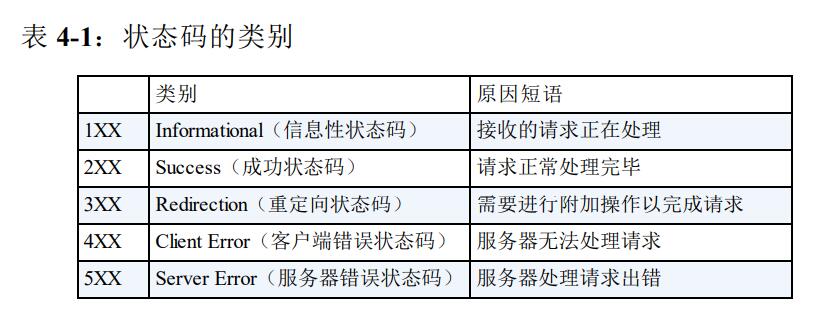 表 4-1：状态码的类别
类别 原因短语
1XX Informational（信息性状态码） 接收的请求正在处理
2XX Success（成功状态码） 请求正常处理完毕
3XX Redirection（重定向状态码） 需要进行附加操作以完成请求
4XX Client Error（客户端错误状态码） 服务器无法处理请求
5XX Server Error（服务器错误状态码） 服务器处理请求出错